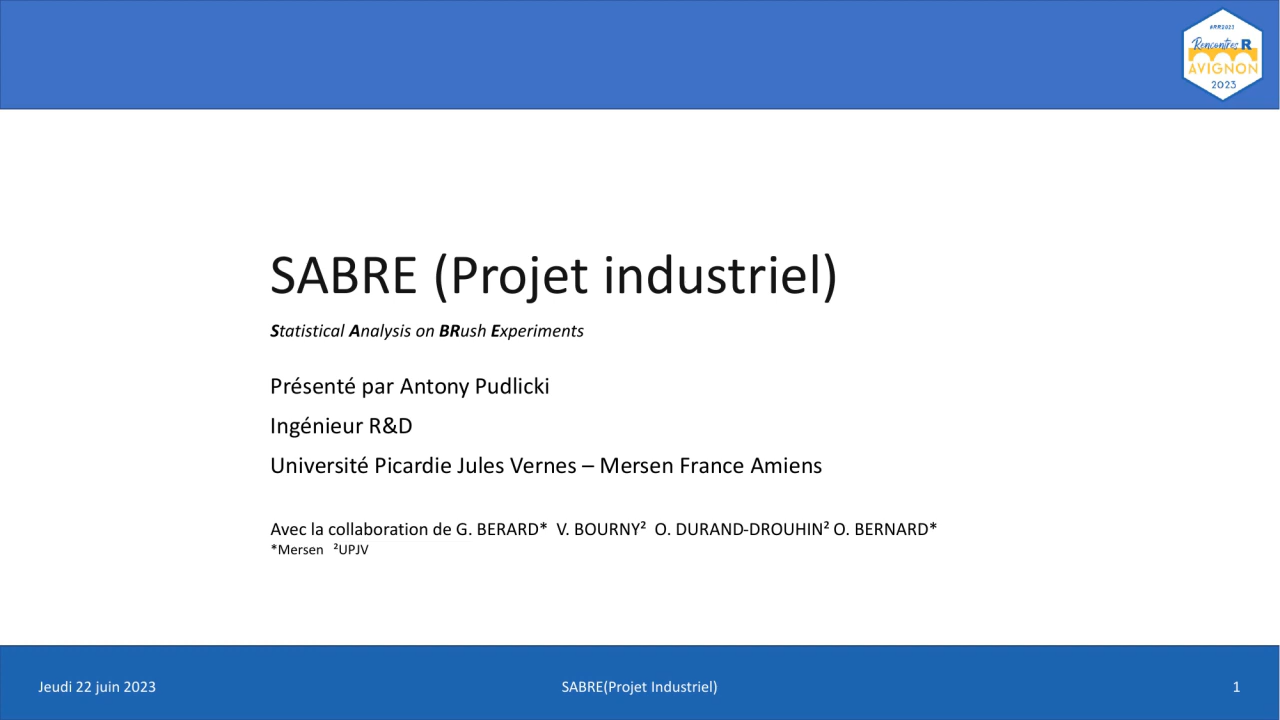 #RR2023
Rencontres R
AVIGNON
2023
SABRE (Projet industriel)
Statistical Analysis on BRush Experiments
Présenté par Antony Pudlicki
Ingénieur R&D
Université Picardie Jules Vernes – Mersen France Amiens
Avec la collaboration de G. BERARD* V. BOURNY² O. DURAND-DROUHIN² O. BERNARD*
*Mersen ²UPJV
Jeudi 22 juin 2023
SABRE(Projet Industriel)
1